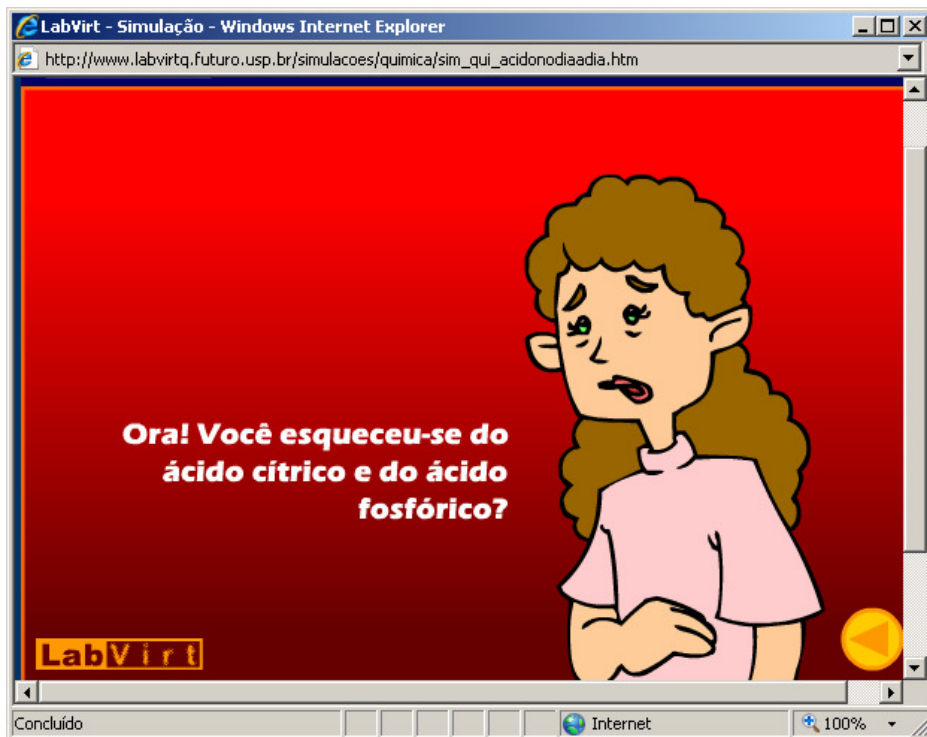 LabVirt - Simulação - Windows Internet Explorer
http://www.labvirtq.futuro.usp.br/simulacoes/quimica/sim_qui_acidonodiaadia.htm
Ora! Você esqueceu-se do
ácido cítrico e do ácido
fosfórico?
LabVirt
Concluído
Internet
100%